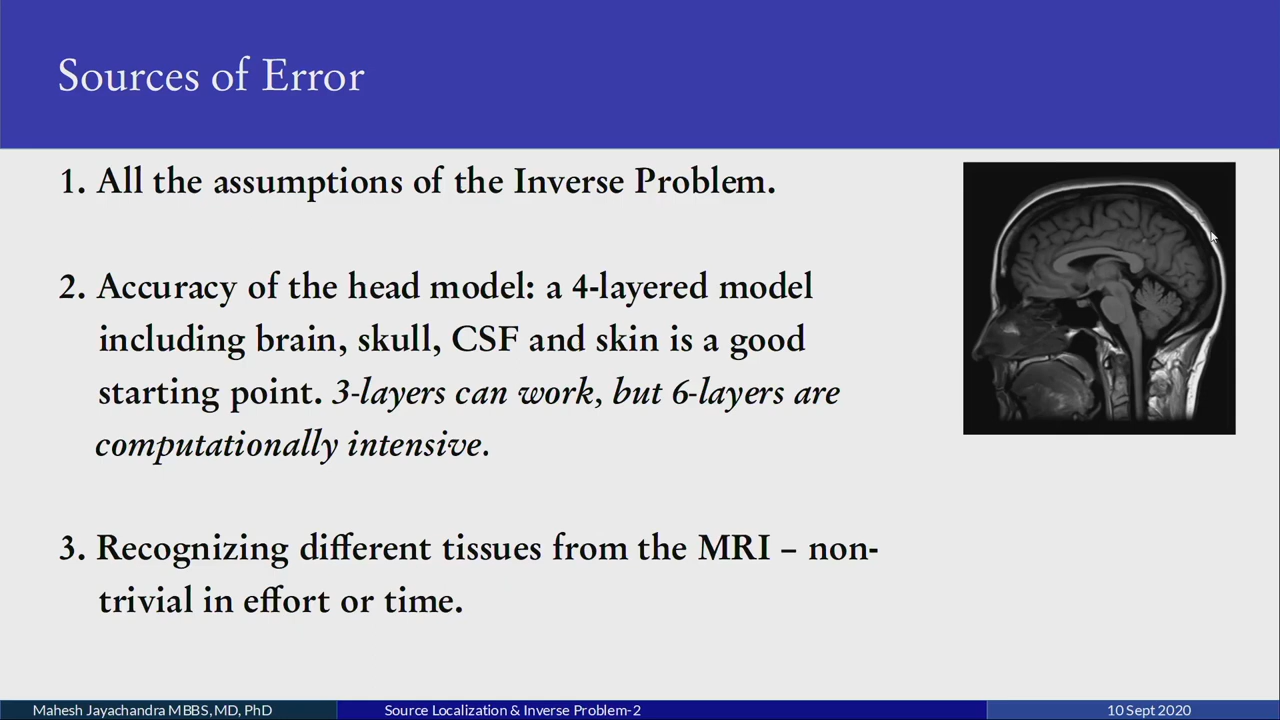 Sources of Error
1. All the assumptions of the Inverse Problem.
2. Accuracy of the head model: a 4-layered model
including brain, skull, CSF and skin is a good
starting point. 3-layers can work, but 6-layers are
computationally intensive.
3. Recognizing different tissues from the MRI – non-
trivial in effort or time.
Mahesh Jayachandra MBBS, MD, PhD
Source Localization & Inverse Problem-2
10 Sept 2020